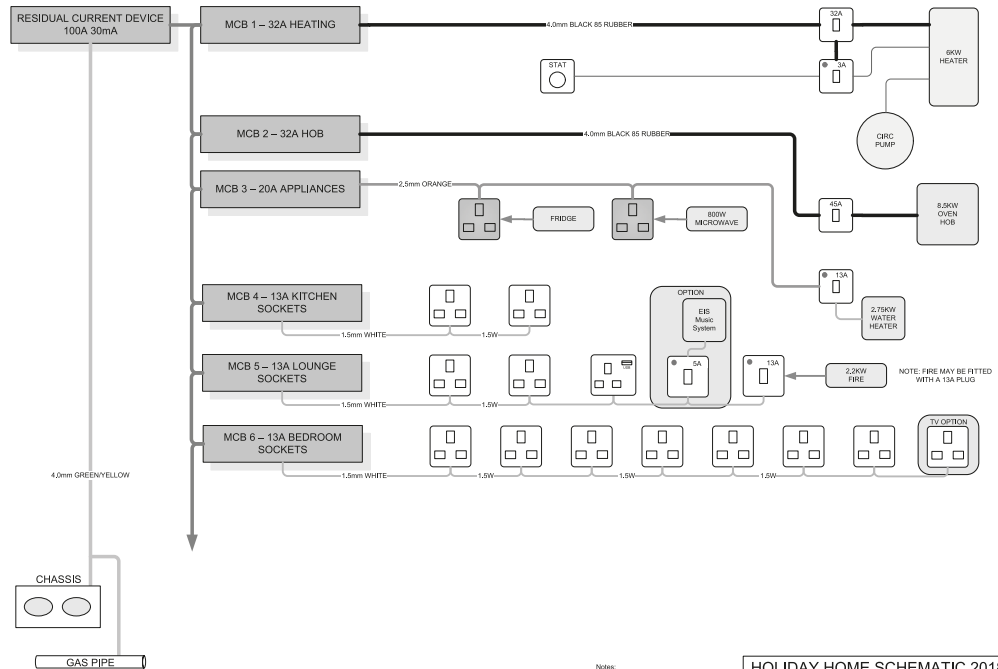 RESIDUAL CURRENT DEVICE
100A 30mA
MCB 1 – 32A HEATING
4.0mm BLACK 85 RUBBER
32A
6KW
HEATER
STAT
3A
CIRC
PUMP
MCB 2 – 32A HOB
4.0mm BLACK 85 RUBBER
MCB 3 – 20A APPLIANCES
2.5mm ORANGE
FRIDGE
800W
MICROWAVE
45A
8.5KW
OVEN
HOB
13A
2.75KW
WATER
HEATER
MCB 4 – 13A KITCHEN
SOCKETS
1.5mm WHITE
1.5W
OPTION
EIS
Music
System
MCB 5 – 13A LOUNGE
SOCKETS
1.5mm WHITE
1.5W
USB
5A
13A
2.2KW
FIRE
NOTE: FIRE MAY BE FITTED
WITH A 13A PLUG
MCB 6 – 13A BEDROOM
SOCKETS
1.5mm WHITE
1.5W
1.5W
1.5W
TV OPTION
4.0mm GREEN/YELLOW
CHASSIS
GAS PIPE
Notes:
HOLIDAY HOME SCHEMATIC 2018